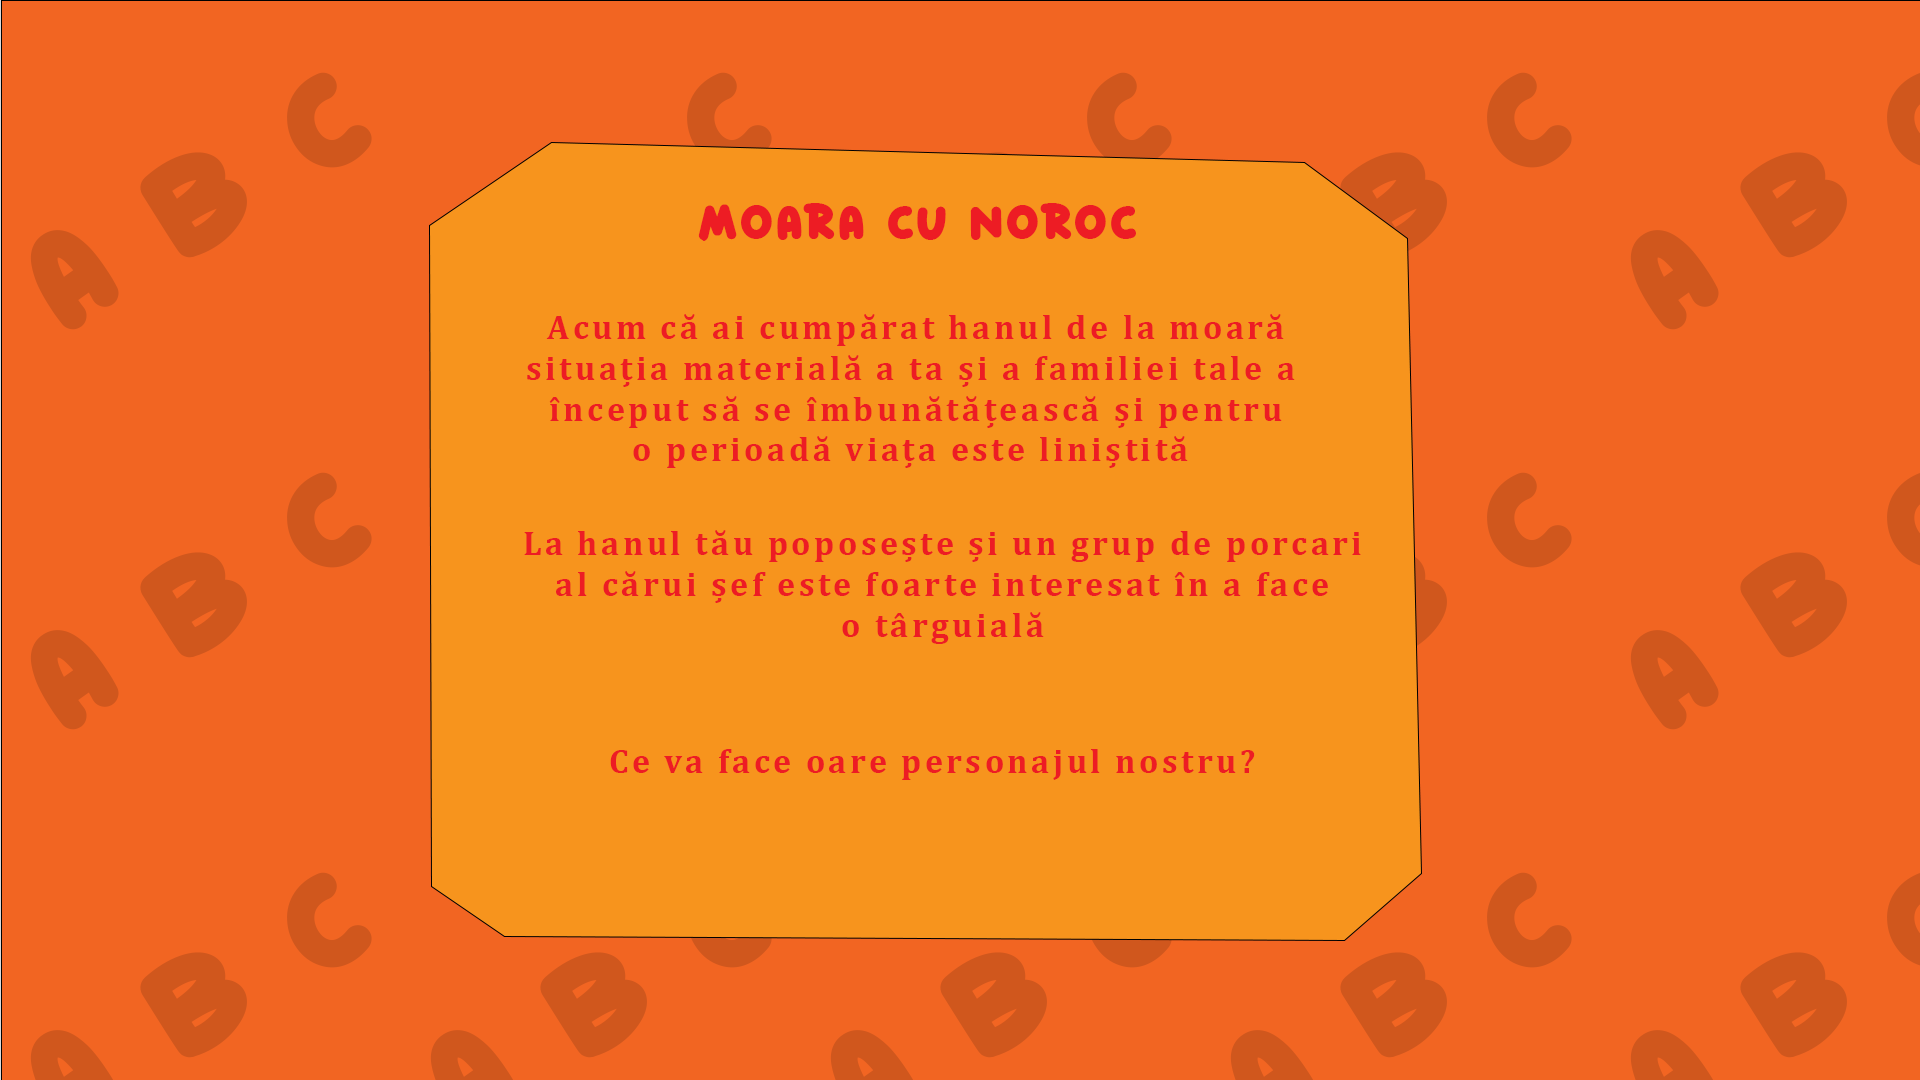 MOARA CU NOROC
Acum că ai cumpărat hanul de la moară
situația materială a ta și a familiei tale a
început să se îmbunătățească și pentru
o perioadă viața este liniștită
La hanul tău poposește și un grup de porcari
al cărui șef este foarte interesat în a face
o târguială
Ce va face oare personajul nostru?
C C C C C
B B B
A A
C C
B B B
A A
C C C C C
B B B B B
A A A A A